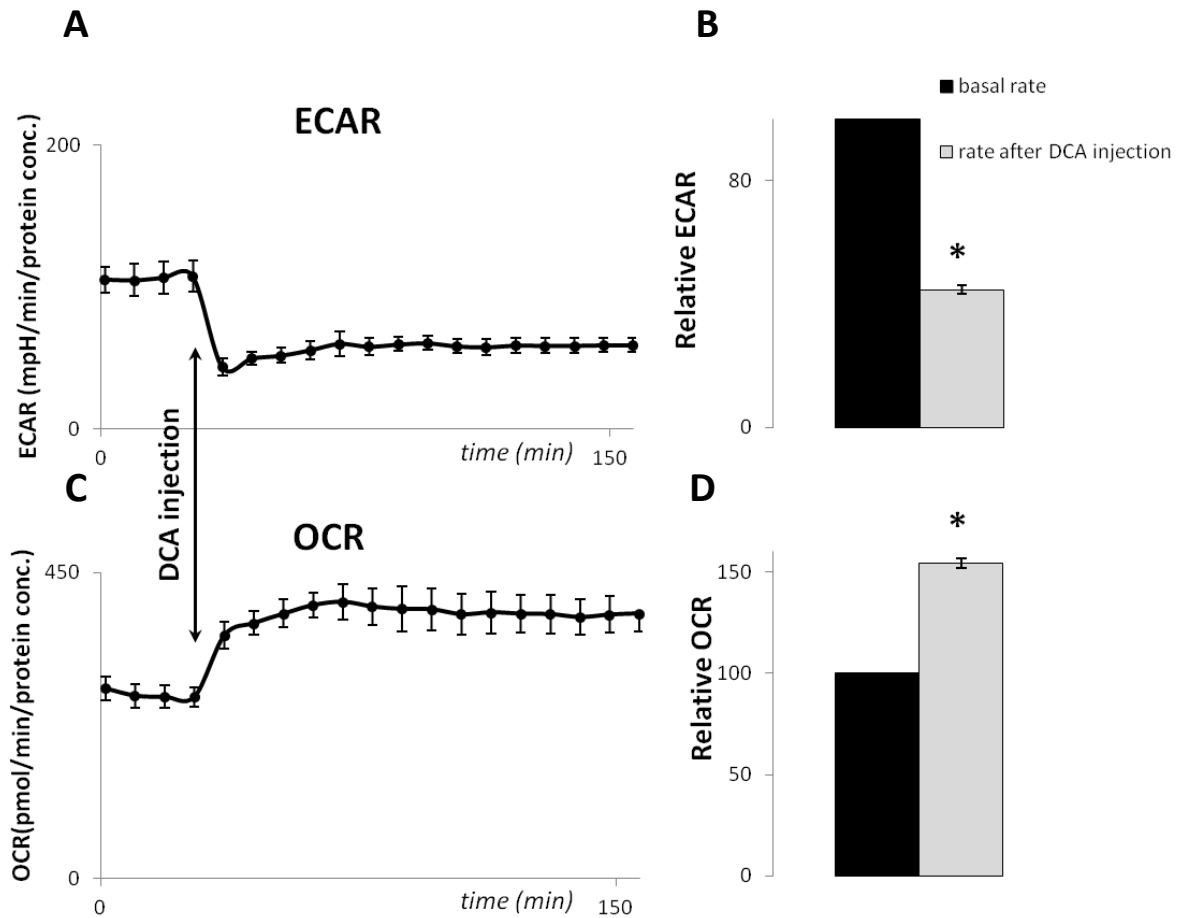 A
ECAR
200
0
ECAR (mpH/min/protein conc.)
0
time (min)
150
DCA injection
B
basal rate
rate after DCA injection
80
0
Relative ECAR
*
C
OCR
450
0
OCR(pmol/min/protein conc.)
0
time (min)
150
D
*
150
100
50
0
Relative OCR